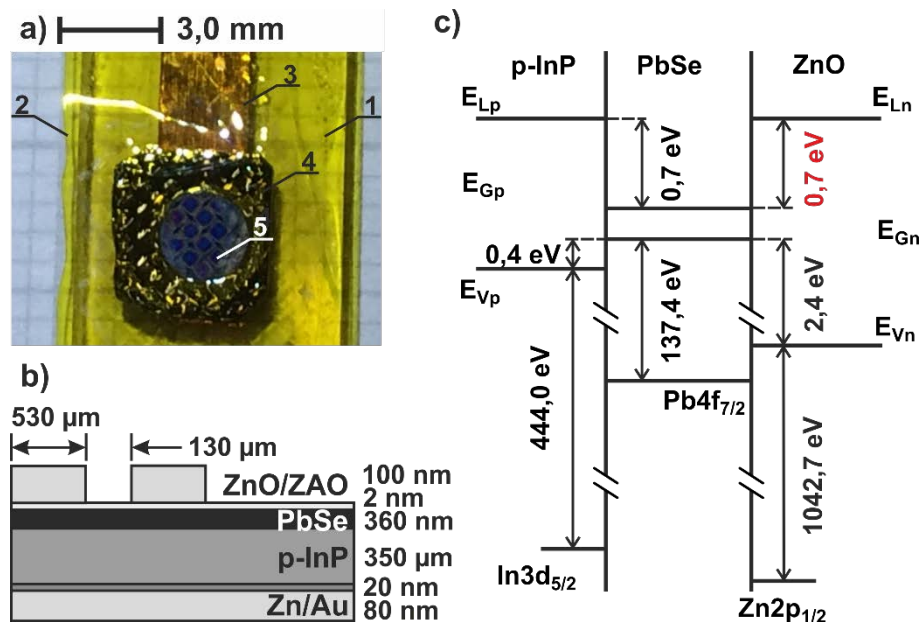 a)
3,0 mm
2
3
1
4
5
b)
530 µm
130 µm
ZnO/ZAO
100 nm
2 nm
PbSe
360 nm
p-InP
350 µm
20 nm
Zn/Au
80 nm
c)
p-InP
PbSe
ZnO
E_Lp
E_Ln
0,7 eV
0,7 eV
E_Gp
E_Gn
0,4 eV
E_Vp
137,4 eV
2,4 eV
E_Vn
444,0 eV
Pb4f_7/2
1042,7 eV
In3d_5/2
Zn2p_1/2